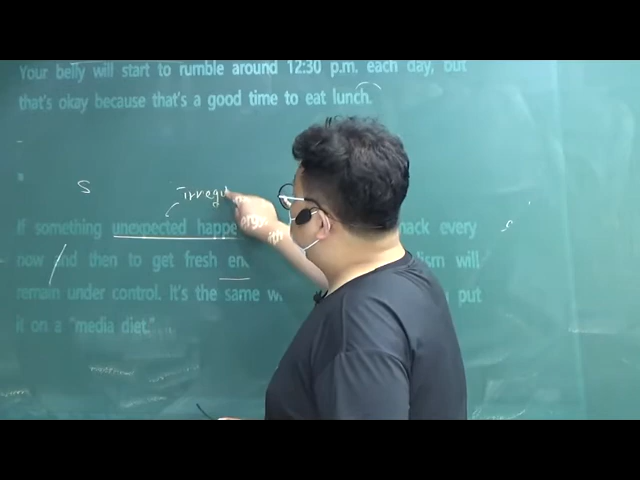 Your belly will start to rumble around 12:30 p.m. each day, but
that's okay because that's a good time to eat lunch.
S
irregu
If something unexpected happe
every
now and then to get fresh en will
remain under control. It's the same put
it on a "media diet."